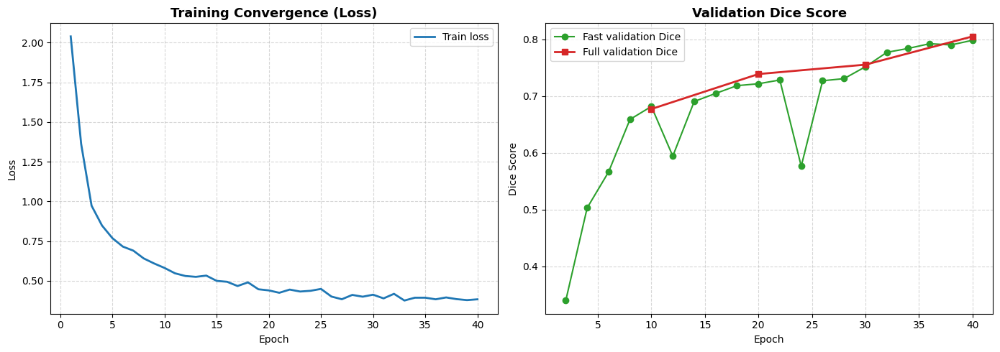 Training Convergence (Loss)
Train loss
Loss
2.00
1.75
1.50
1.25
1.00
0.75
0.50
0 5 10 15 20 25 30 35 40
Epoch
Validation Dice Score
Fast validation Dice
Full validation Dice
Dice Score
0.8
0.7
0.6
0.5
0.4
5 10 15 20 25 30 35 40
Epoch